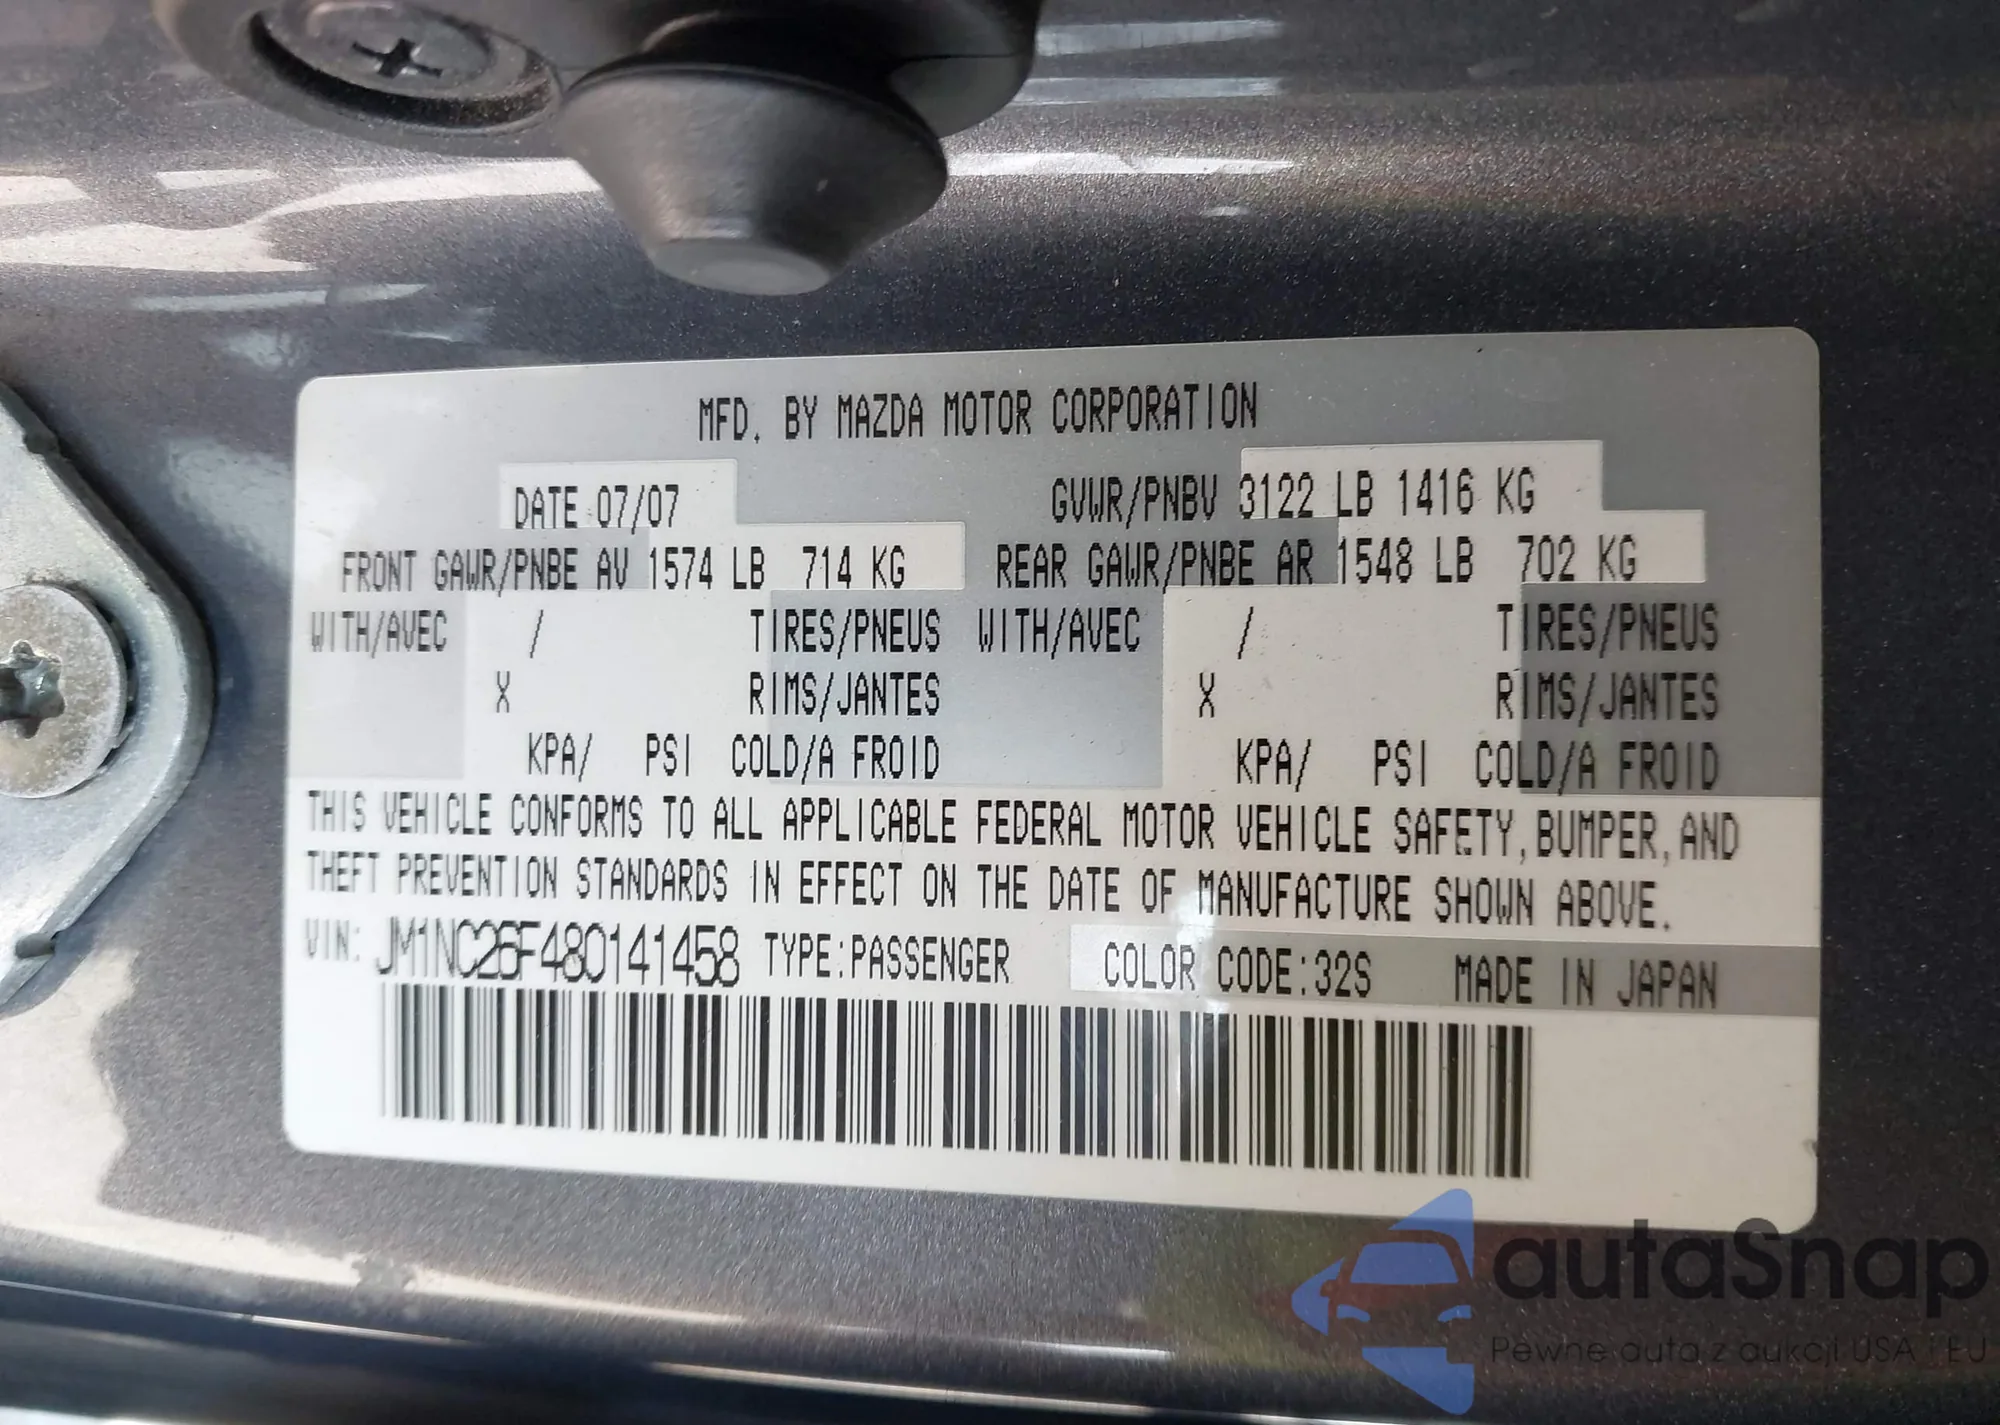 MFD. BY MAZDA MOTOR CORPORATION
DATE 07/07 GVWR/PNBV 3122 LB 1416 KG
FRONT GAWR/PNBE AV 1574 LB 714 KG REAR GAWR/PNBE AR 1548 LB 702 KG
WITH/AVEC / TIRES/PNEUS WITH/AVEC / TIRES/PNEUS
X RIMS/JANTES X RIMS/JANTES
KPA/ PSI COLD/A FROID KPA/ PSI COLD/A FROID
THIS VEHICLE CONFORMS TO ALL APPLICABLE FEDERAL MOTOR VEHICLE SAFETY, BUMPER, AND
THEFT PREVENTION STANDARDS IN EFFECT ON THE DATE OF MANUFACTURE SHOWN ABOVE.
VIN: JM1NC26F480141458 TYPE:PASSENGER COLOR CODE:32S MADE IN JAPAN
autaSnap
Pewne auta z aukcji USA i EU